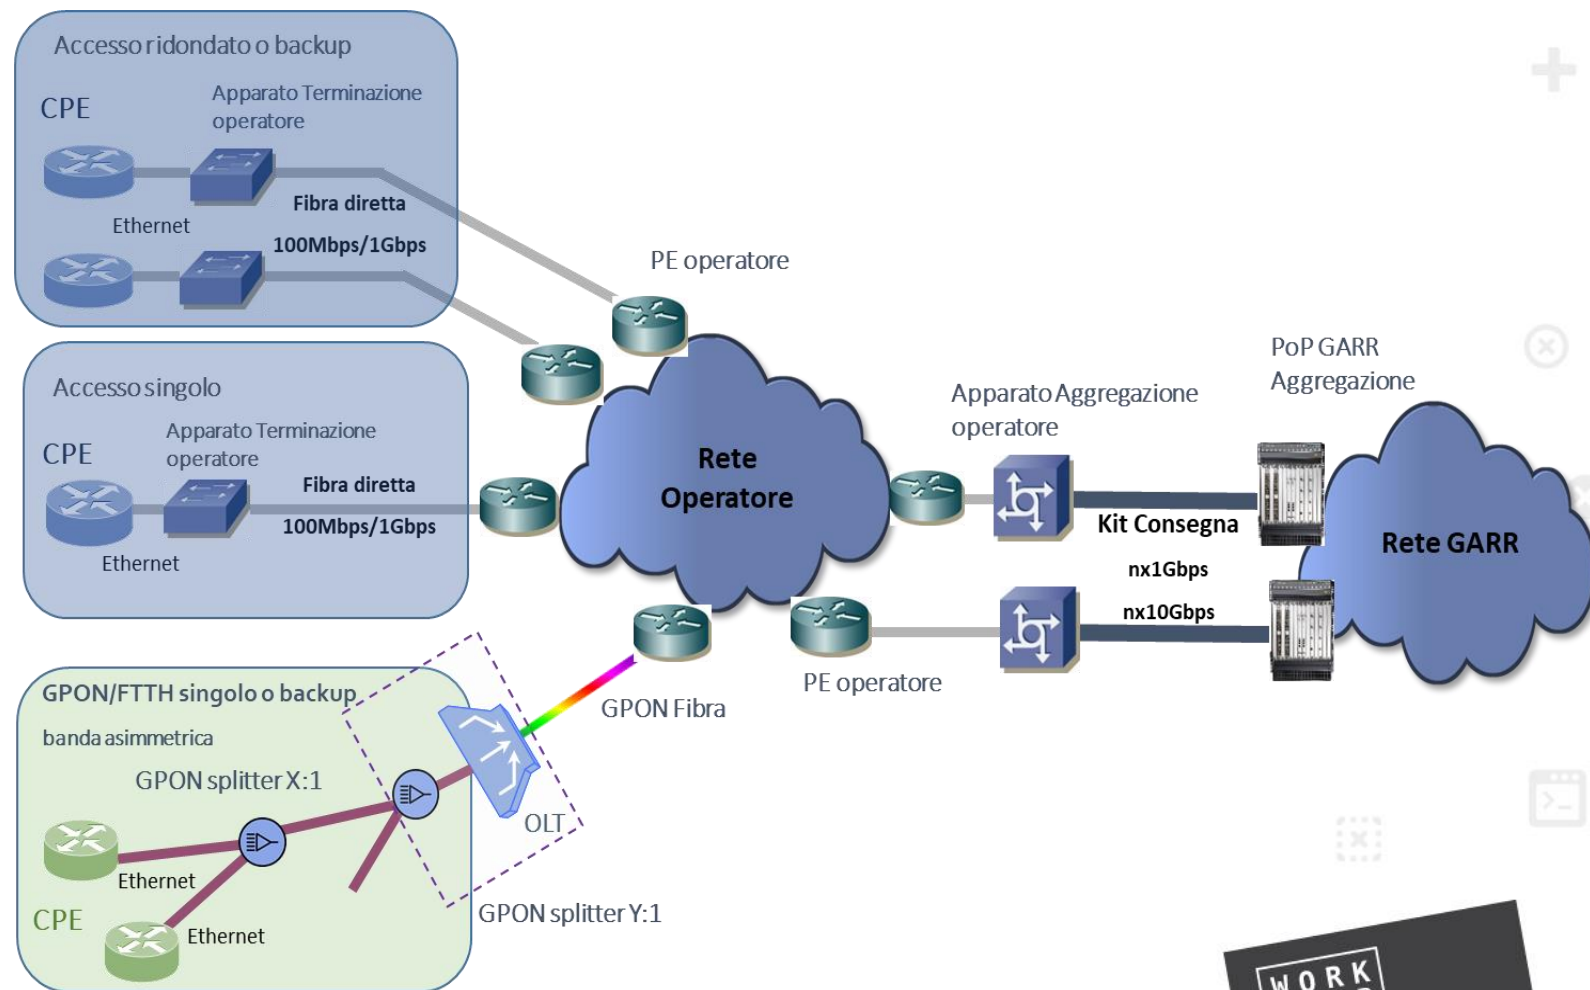 Accesso ridondato o backup
CPE
Apparato Terminazione
operatore
Fibra diretta
Ethernet
100Mbps/1Gbps
PE operatore
Accesso singolo
CPE
Apparato Terminazione
operatore
Fibra diretta
100Mbps/1Gbps
Ethernet
Rete
Operatore
Apparato Aggregazione
operatore
PoP GARR
Aggregazione
Kit Consegna
nx1Gbps
nx10Gbps
Rete GARR
PE operatore
GPON/FTTH singolo o backup
banda asimmetrica
GPON splitter X:1
GPON Fibra
OLT
Ethernet
CPE
Ethernet
GPON splitter Y:1
WORK